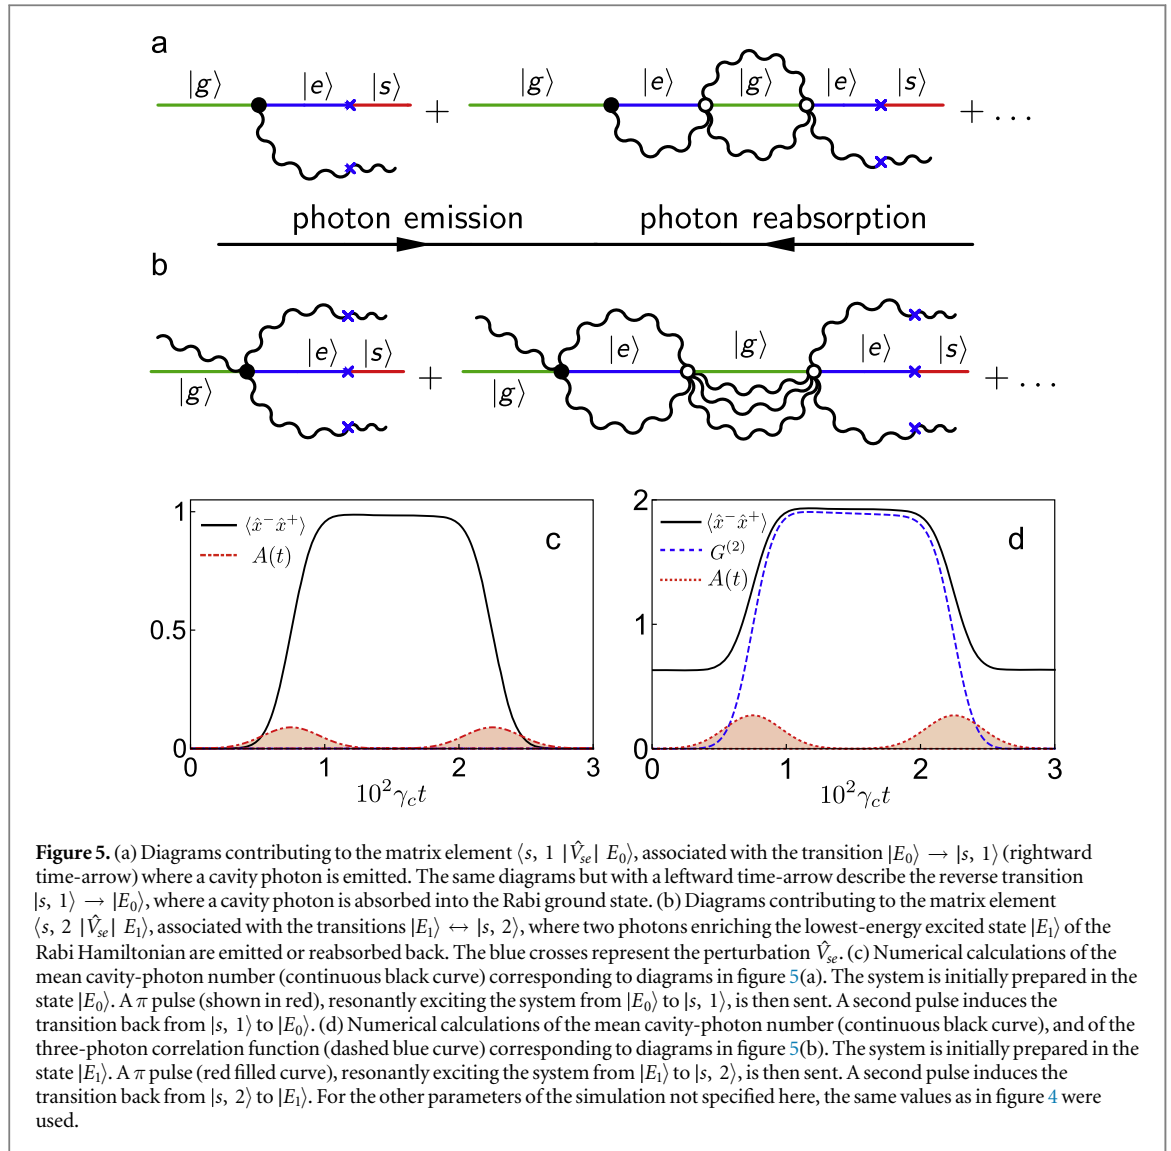 a
|g⟩ |e⟩ |s⟩ + |g⟩ |e⟩ |g⟩ |e⟩ |s⟩ + ...
photon emission photon reabsorption
b
|g⟩ |e⟩ |s⟩ + |g⟩ |e⟩ |g⟩ |e⟩ |s⟩ + ...
1
0.5
0
⟨x̂⁻x̂⁺⟩
A(t)
c
0 1 2 3
10²γ_c t
2
1
0
⟨x̂⁻x̂⁺⟩
G⁽²⁾
A(t)
d
0 1 2 3
10²γ_c t
Figure 5. (a) Diagrams contributing to the matrix element ⟨s, 1 |V̂_se| E₀⟩, associated with the transition |E₀⟩ → |s, 1⟩ (rightward
time-arrow) where a cavity photon is emitted. The same diagrams but with a leftward time-arrow describe the reverse transition
|s, 1⟩ → |E₀⟩, where a cavity photon is absorbed into the Rabi ground state. (b) Diagrams contributing to the matrix element
⟨s, 2 |V̂_se| E₁⟩, associated with the transitions |E₁⟩ ↔ |s, 2⟩, where two photons enriching the lowest-energy excited state |E₁⟩ of the
Rabi Hamiltonian are emitted or reabsorbed back. The blue crosses represent the perturbation V̂_se. (c) Numerical calculations of the
mean cavity-photon number (continuous black curve) corresponding to diagrams in figure 5(a). The system is initially prepared in the
state |E₀⟩. A π pulse (shown in red), resonantly exciting the system from |E₀⟩ to |s, 1⟩, is then sent. A second pulse induces the
transition back from |s, 1⟩ to |E₀⟩. (d) Numerical calculations of the mean cavity-photon number (continuous black curve), and of the
three-photon correlation function (dashed blue curve) corresponding to diagrams in figure 5(b). The system is initially prepared in the
state |E₁⟩. A π pulse (red filled curve), resonantly exciting the system from |E₁⟩ to |s, 2⟩, is then sent. A second pulse induces the
transition back from |s, 2⟩ to |E₁⟩. For the other parameters of the simulation not specified here, the same values as in figure 4 were
used.